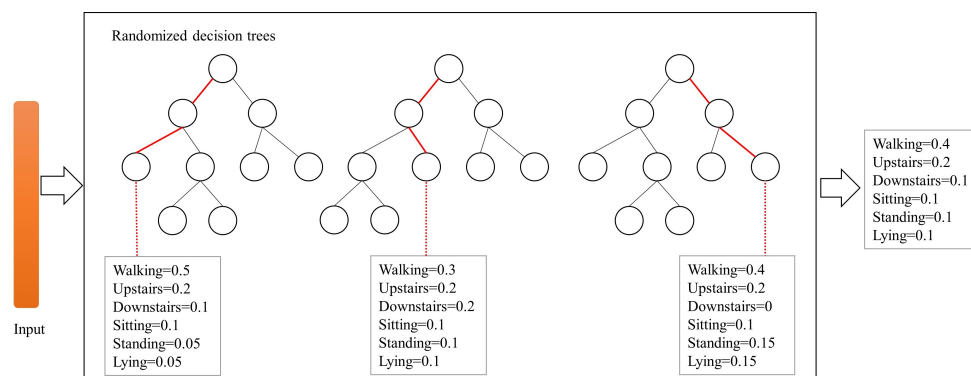 Randomized decision trees
Input
Walking=0.5
Upstairs=0.2
Downstairs=0.1
Sitting=0.1
Standing=0.05
Lying=0.05
Walking=0.3
Upstairs=0.2
Downstairs=0.2
Sitting=0.1
Standing=0.1
Lying=0.1
Walking=0.4
Upstairs=0.2
Downstairs=0
Sitting=0.1
Standing=0.15
Lying=0.15
Walking=0.4
Upstairs=0.2
Downstairs=0.1
Sitting=0.1
Standing=0.1
Lying=0.1